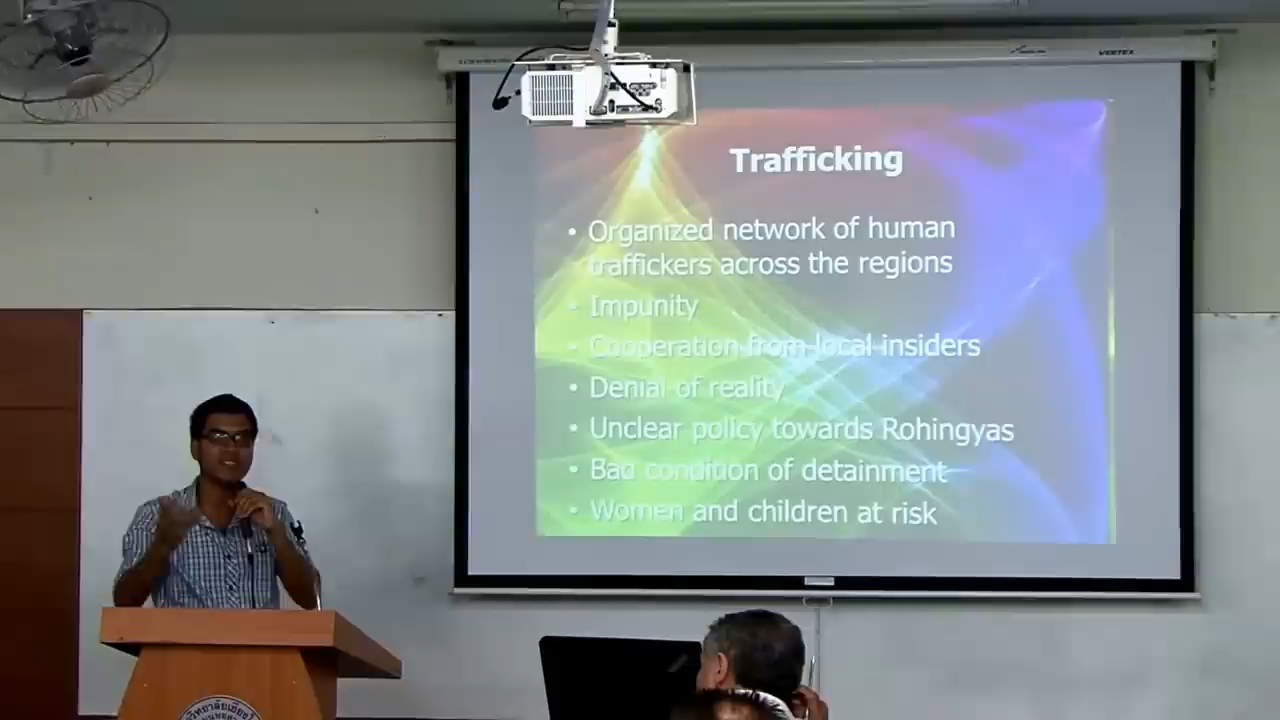 VERTEX
Trafficking
• Organized network of human
traffickers across the regions
• Impunity
• Cooperation from local insiders
• Denial of reality
• Unclear policy towards Rohingyas
• Bad condition of detainment
• Women and children at risk